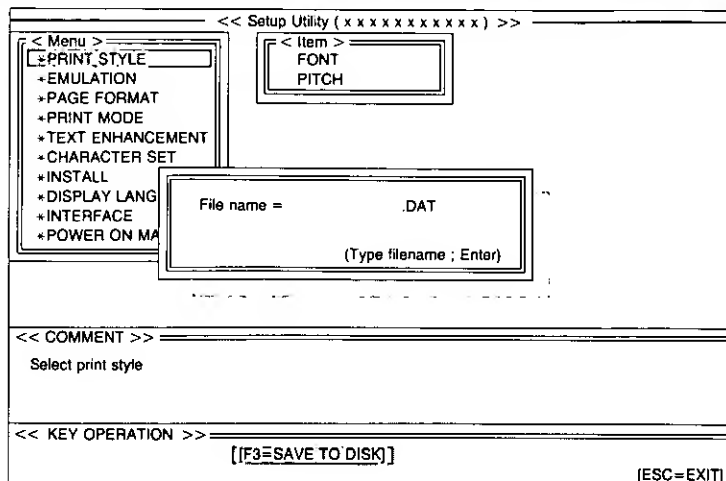 << Setup Utility ( x x x x x x x x x x x ) >>
< Menu >
*PRINT STYLE
*EMULATION
*PAGE FORMAT
*PRINT MODE
*TEXT ENHANCEMENT
*CHARACTER SET
*INSTALL
*DISPLAY LANG
*INTERFACE
*POWER ON MA
< Item >
FONT
PITCH
File name = .DAT
(Type filename ; Enter)
<< COMMENT >>
Select print style
<< KEY OPERATION >>
[[F3=SAVE TO DISK]]
[ESC=EXIT]